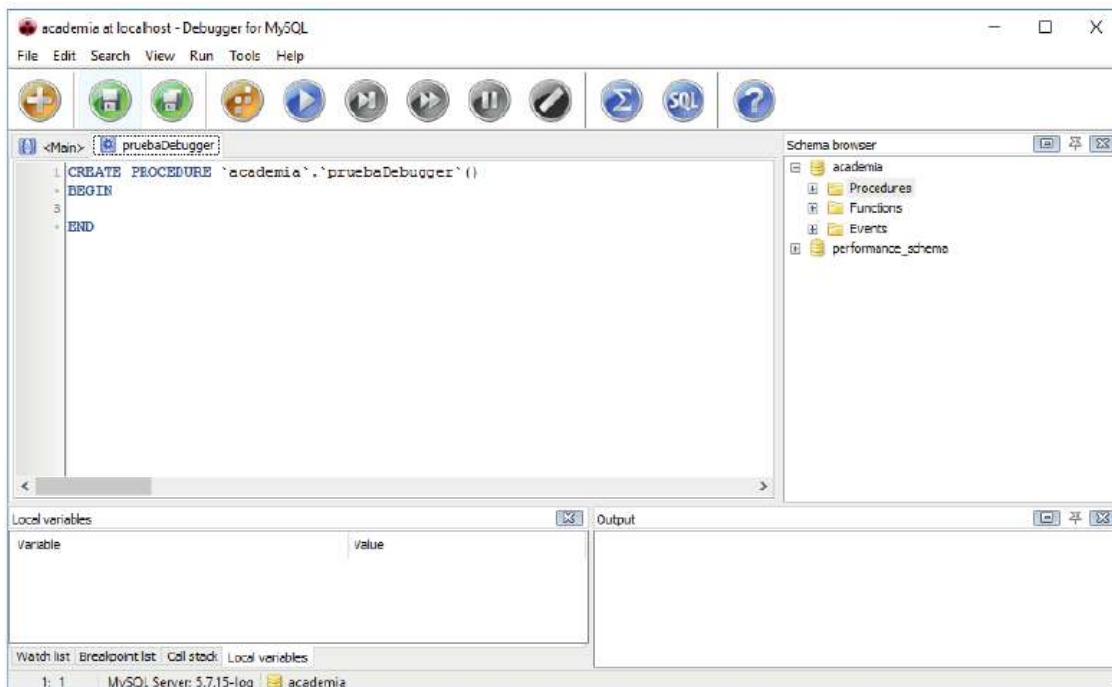 academia at localhost - Debugger for MySQL
File Edit Search View Run Tools Help
SQL
<Main> pruebaDebugger
1 CREATE PROCEDURE `academia`.`pruebaDebugger`()
BEGIN
3
END
Schema browser
academia
Procedures
Functions
Events
performance_schema
Local variables
Variable Value
Output
Watch list Breakpoint list Call stack Local variables
1: 1 MySQL Server: 5.7.15-log academia